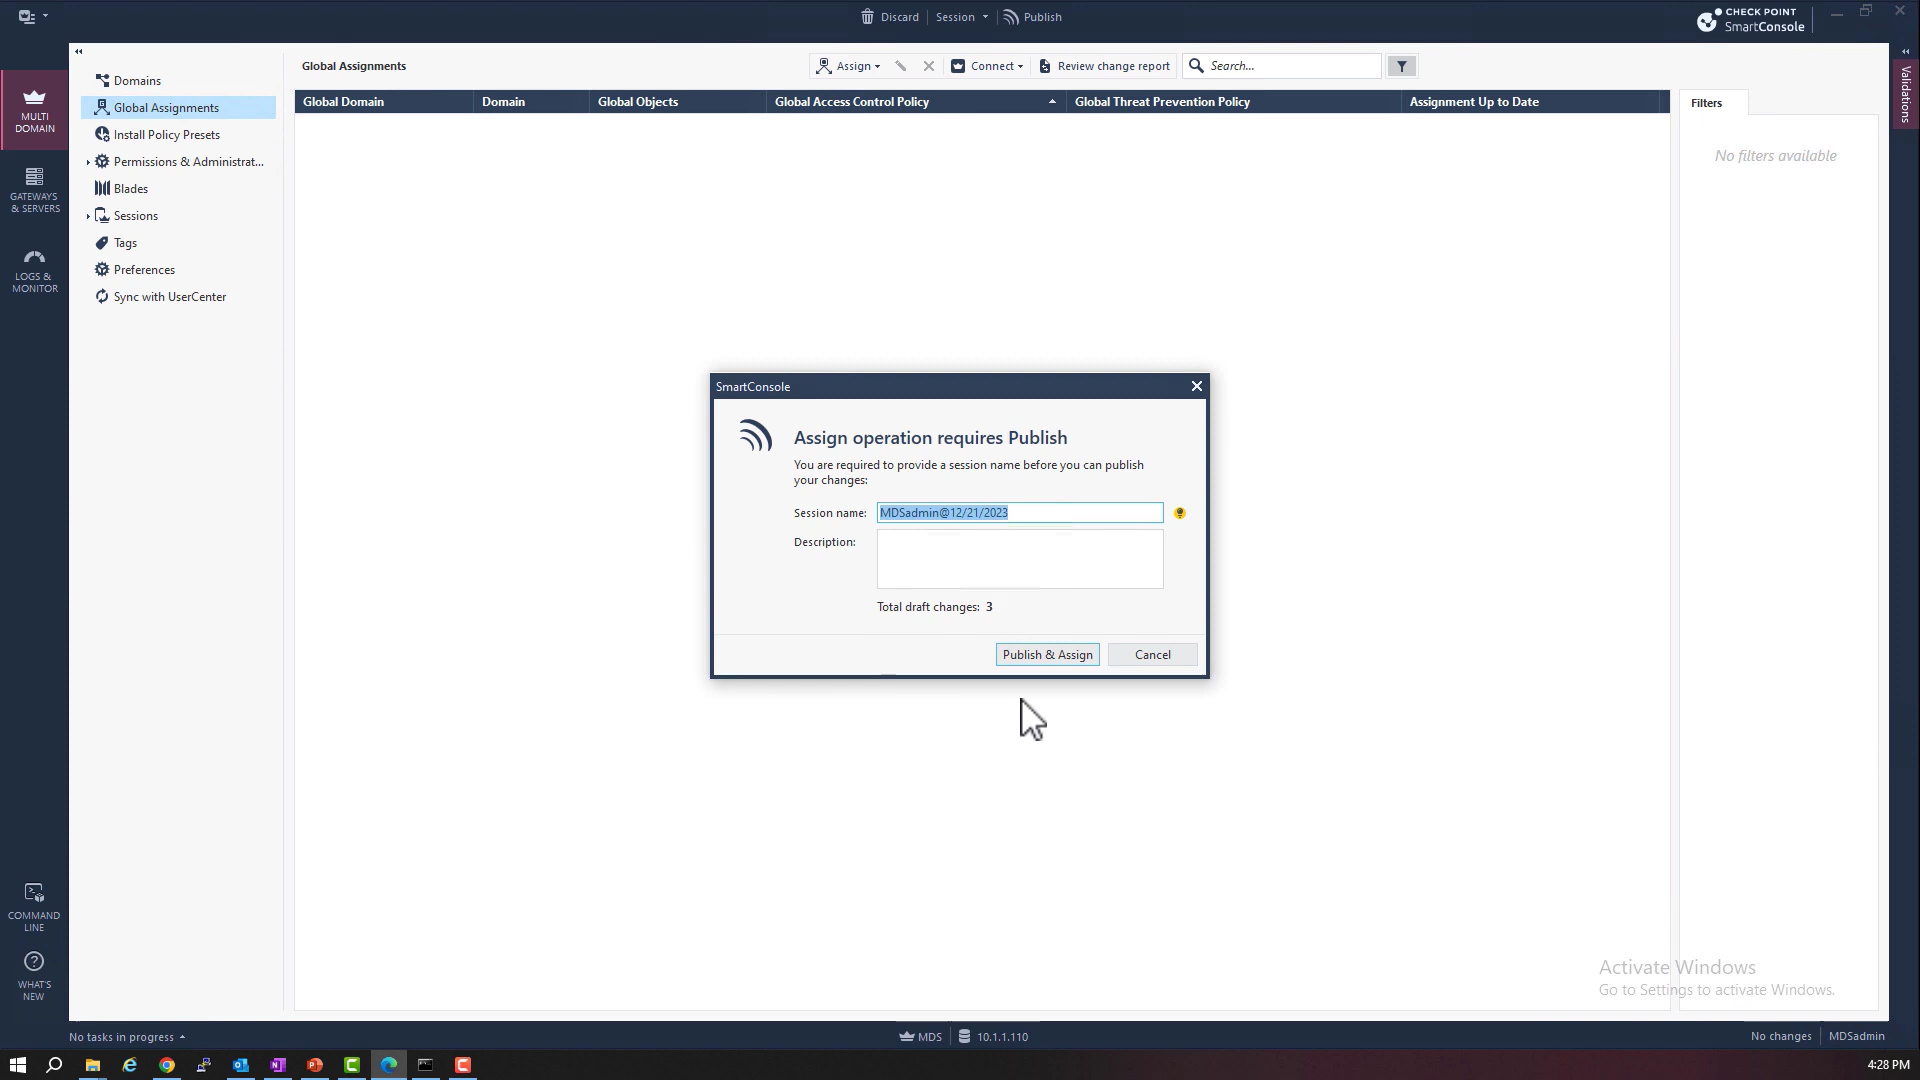 Discard
Session
Publish
CHECK POINT
SmartConsole
MULTI
DOMAIN
GATEWAYS
& SERVERS
LOGS &
MONITOR
COMMAND
LINE
WHAT'S
NEW
Domains
Global Assignments
Install Policy Presets
Permissions & Administrat...
Blades
Sessions
Tags
Preferences
Sync with UserCenter
Global Assignments
Assign
Connect
Review change report
Search...
Global Domain
Domain
Global Objects
Global Access Control Policy
Global Threat Prevention Policy
Assignment Up to Date
Filters
No filters available
Validations
SmartConsole
Assign operation requires Publish
You are required to provide a session name before you can publish
your changes:
Session name:
MDSadmin@12/21/2023
Description:
Total draft changes: 3
Publish & Assign
Cancel
Activate Windows
Go to Settings to activate Windows.
No tasks in progress
MDS
10.1.1.110
No changes
MDSadmin
4:28 PM